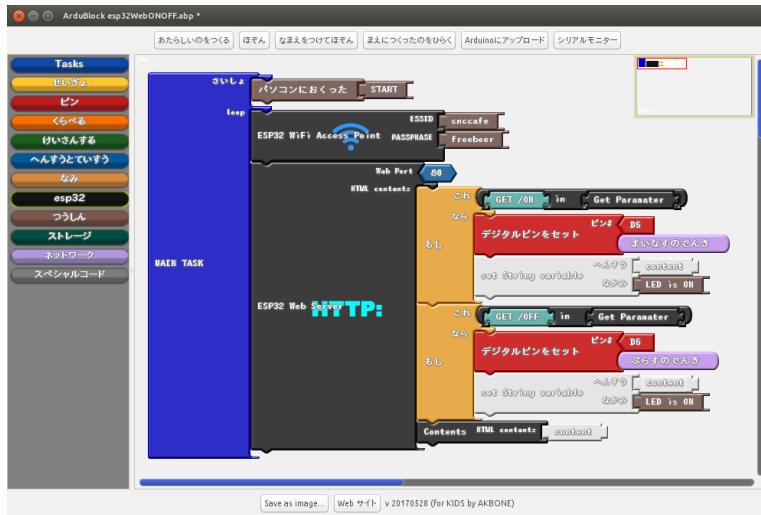 ArduBlock esp32WebONOFF.abp *
あたらしいのをつくる ほぞん なまえをつけてほぞん まえにつくったのをひらく Arduinoにアップロード シリアルモニター
Tasks
せいぎょ
ピン
くらべる
けいさんする
へんすうとていすう
なみ
esp32
つうしん
ストレージ
ネットワーク
スペシャルコード
MAIN TASK
さいしょ
パソコンにおくった START
loop
ESP32 WiFi Access Point
ESSID cnccafe
PASSPHASE freebeer
ESP32 Web Server
HTTP:
Web Port 80
HTML contents
もし
これ GET /ON in Get Paramater
なら
デジタルピンをセット
ピン# D5
まいなすのでんき
set String variable
へんすう content
なかみ LED is ON
もし
これ GET /OFF in Get Paramater
なら
デジタルピンをセット
ピン# D5
ぷらすのでんき
set String variable
へんすう content
なかみ LED is ON
Contents HTML contents content
Save as image... Web サイト v 20170528 (for KIDS by AKBONE)